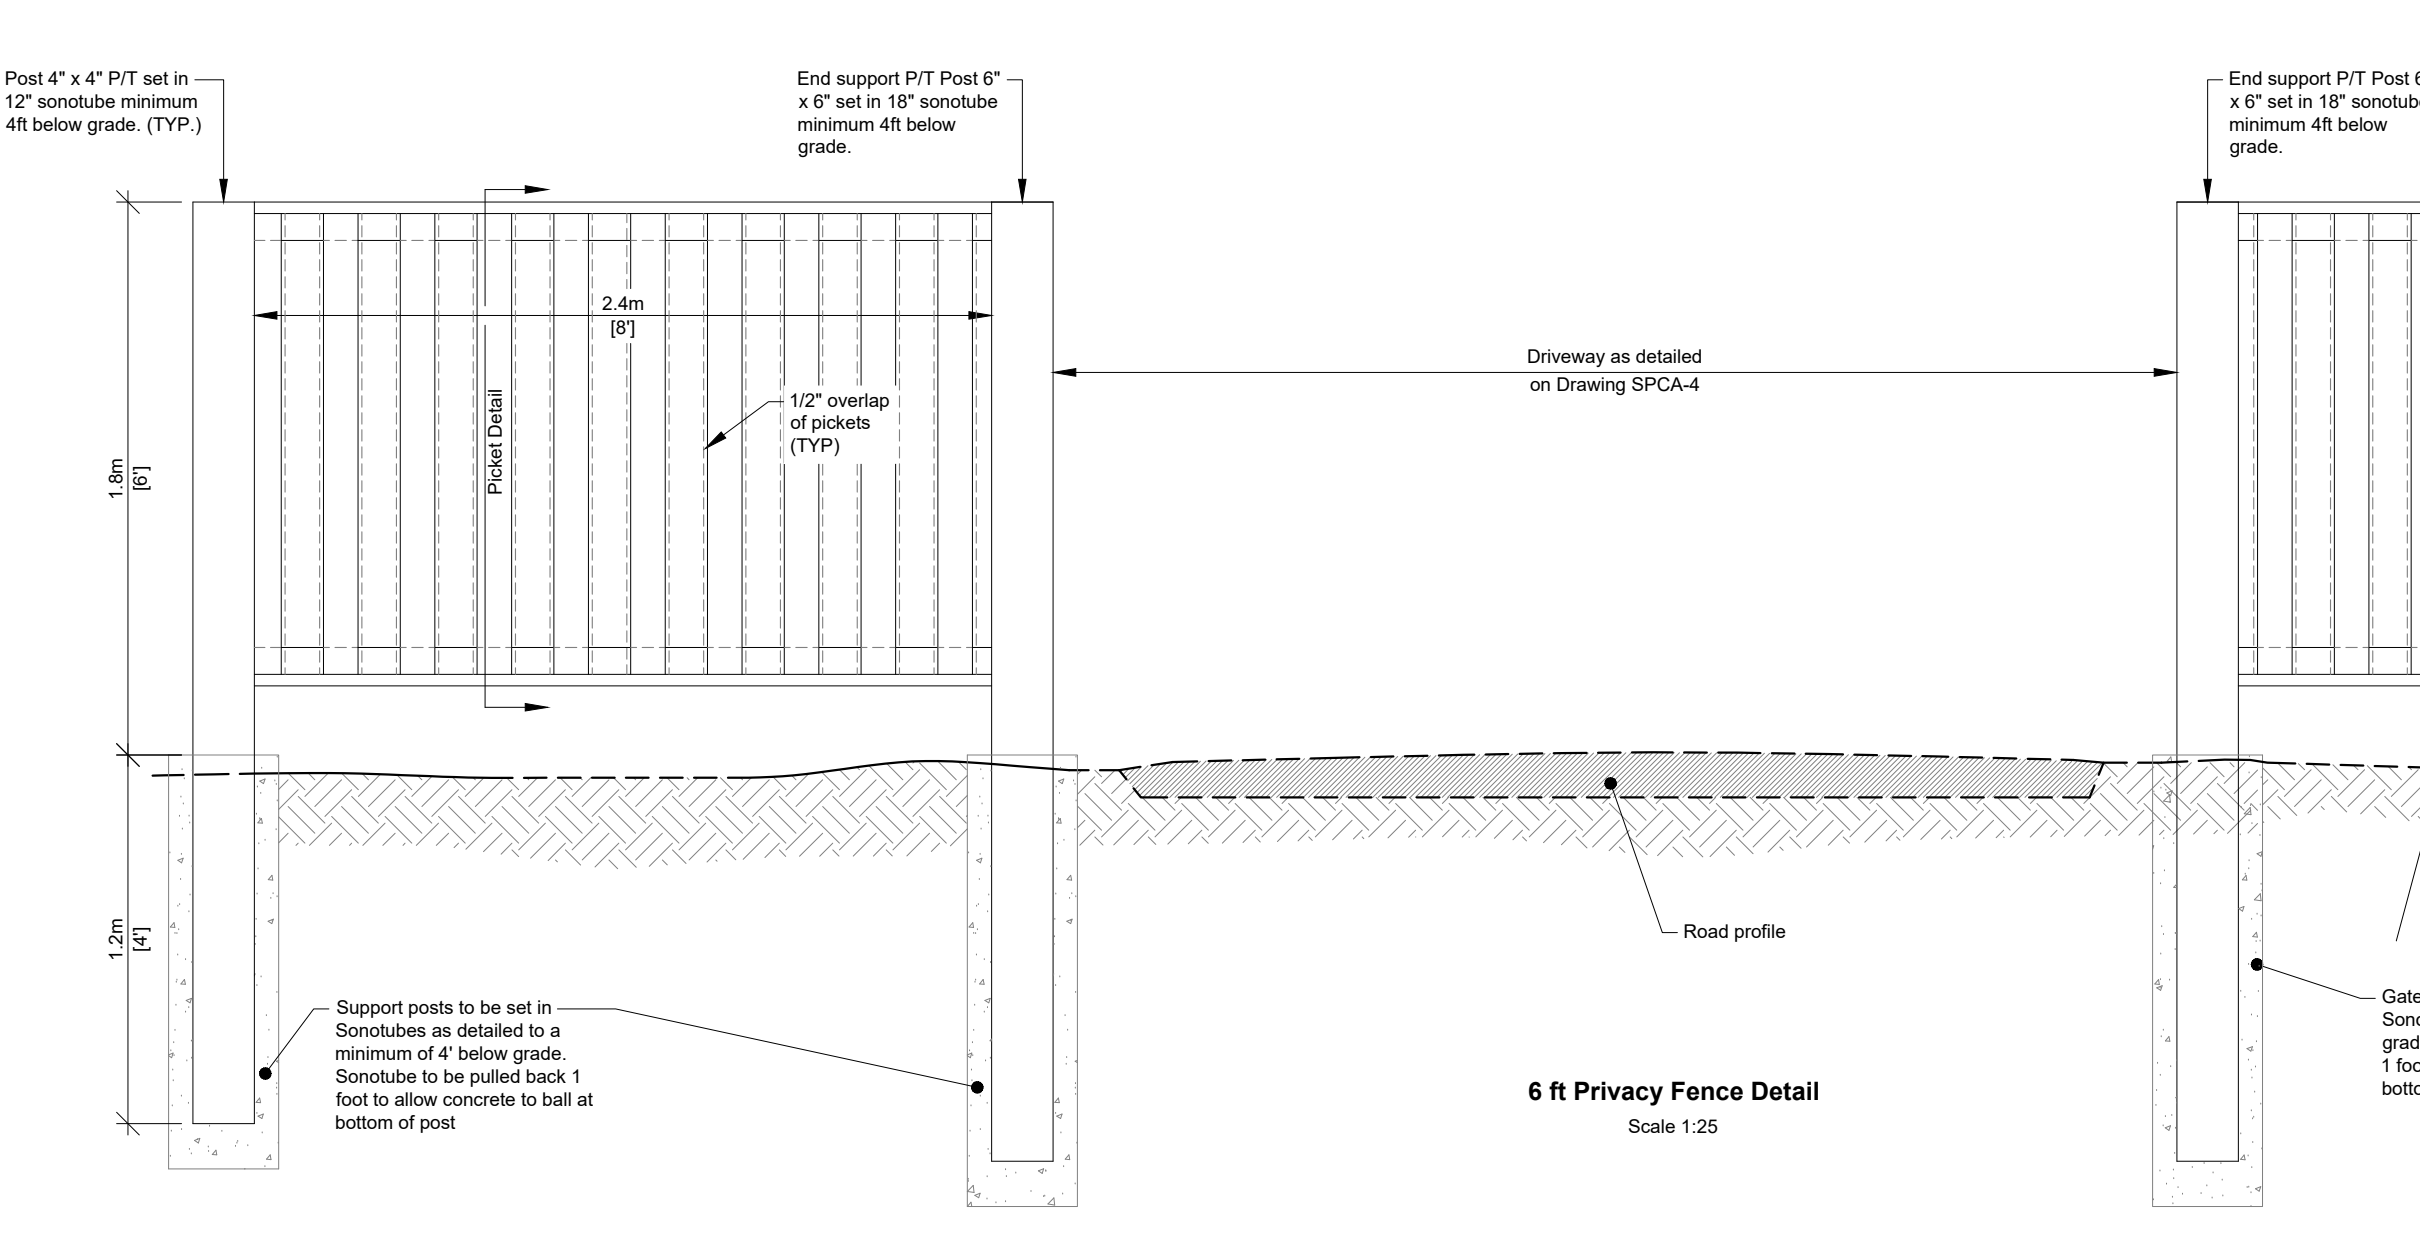 Post 4" x 4" P/T set in
12" sonotube minimum
4ft below grade. (TYP.)
End support P/T Post 6"
x 6" set in 18" sonotube
minimum 4ft below
grade.
End support P/T Post
x 6" set in 18"
minimum 4ft below
grade.
2.4m
[8']
Driveway as detailed
on Drawing SPCA-4
1/2" overlap
of pickets
(TYP)
Picket Detail
1.8m
[6']
1.2m
[4']
Road profile
Support posts to be set in
Sonotubes as detailed to a
minimum of 4' below grade.
Sonotube to be pulled back 1
foot to allow concrete to ball at
bottom of post
Gate
1
6 ft Privacy Fence Detail
Scale 1:25